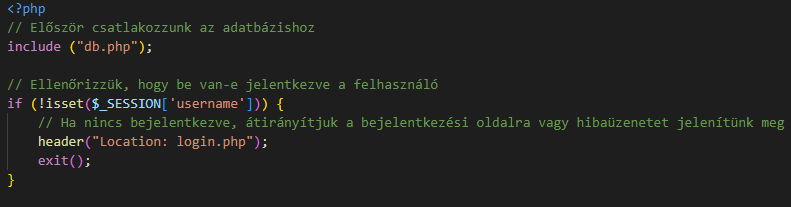 <?php
// Először csatlakozzunk az adatbázishoz
include ("db.php");
// Ellenőrizzük, hogy be van-e jelentkezve a felhasználó
if (!isset($_SESSION['username'])) {
// Ha nincs bejelentkezve, átirányítjuk a bejelentkezési oldalra vagy hibaüzenetet jelenítünk meg
header("Location: login.php");
exit();
}